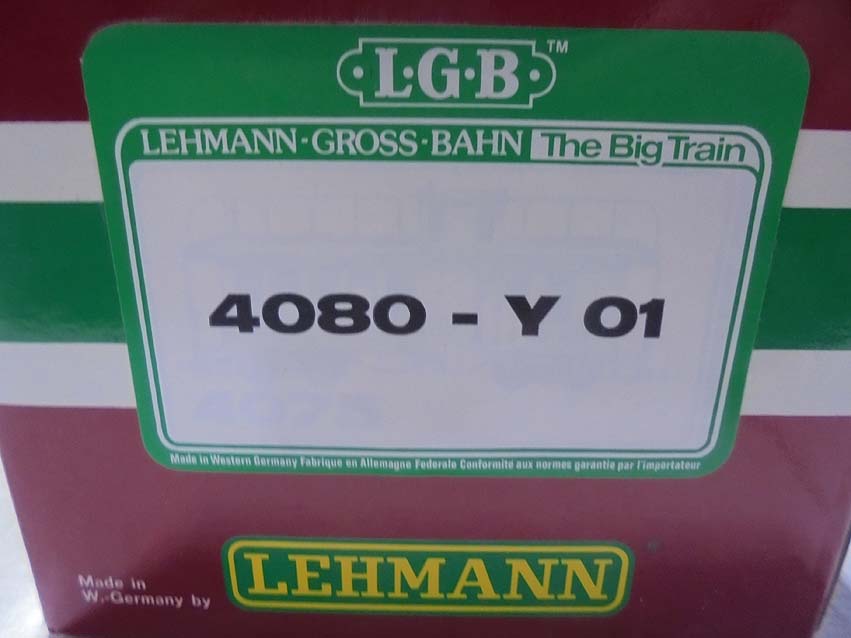 ·L·G·B·™
LEHMANN-GROSS-BAHN The Big Train
4080 - Y 01
Made in Western Germany Fabrique en Allemagne Federale Conformité aux normes garantie par l'importateur
Made in
W.-Germany by
LEHMANN